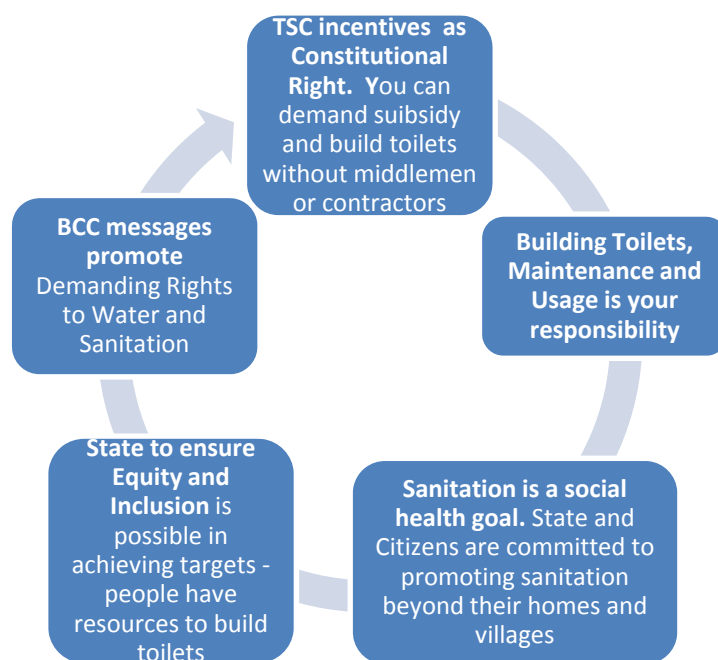 TSC incentives as
Constitutional
Right. You can
demand suibsidy
and build toilets
without middlemen
or contractors
Building Toilets,
Maintenance and
Usage is your
responsibility
Sanitation is a social
health goal. State and
Citizens are committed to
promoting sanitation
beyond their homes and
villages
State to ensure
Equity and
Inclusion is
possible in
achieving targets -
people have
resources to build
toilets
BCC messages
promote
Demanding Rights
to Water and
Sanitation